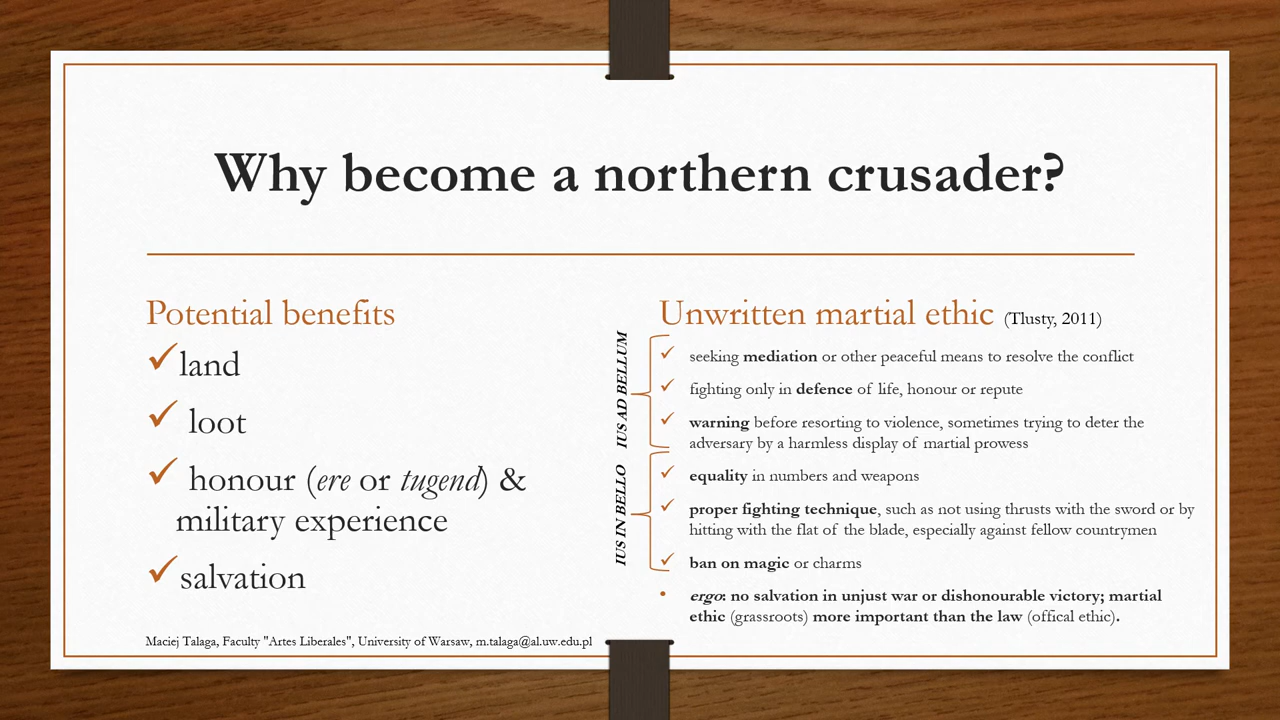 Why become a northern crusader?
Potential benefits
✓land
✓ loot
✓ honour (ere or tugend) &
military experience
✓salvation
Maciej Talaga, Faculty "Artes Liberales", University of Warsaw, m.talaga@al.uw.edu.pl
Unwritten martial ethic (Tlusty, 2011)
IUS AD BELLUM
✓ seeking mediation or other peaceful means to resolve the conflict
✓ fighting only in defence of life, honour or repute
✓ warning before resorting to violence, sometimes trying to deter the
adversary by a harmless display of martial prowess
IUS IN BELLO
✓ equality in numbers and weapons
✓ proper fighting technique, such as not using thrusts with the sword or by
hitting with the flat of the blade, especially against fellow countrymen
✓ ban on magic or charms
• ergo: no salvation in unjust war or dishonourable victory; martial
ethic (grassroots) more important than the law (offical ethic).